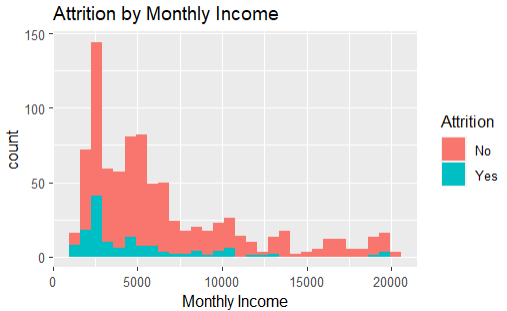 Attrition by Monthly Income
150
100
50
0
count
0 5000 10000 15000 20000
Monthly Income
Attrition
No
Yes